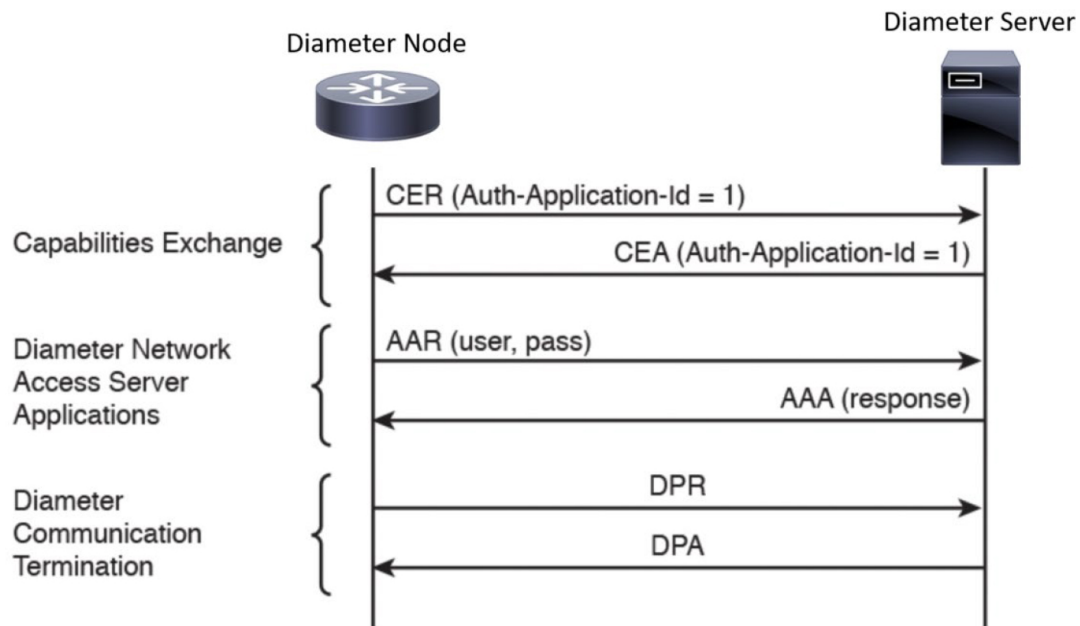 Diameter Server
Diameter Node
CER (Auth-Application-Id = 1)
Capabilities Exchange
CEA (Auth-Application-Id = 1)
Diameter Network
Access Server
Applications
AAR (user, pass)
AAA (response)
Diameter
Communication
Termination
DPR
DPA